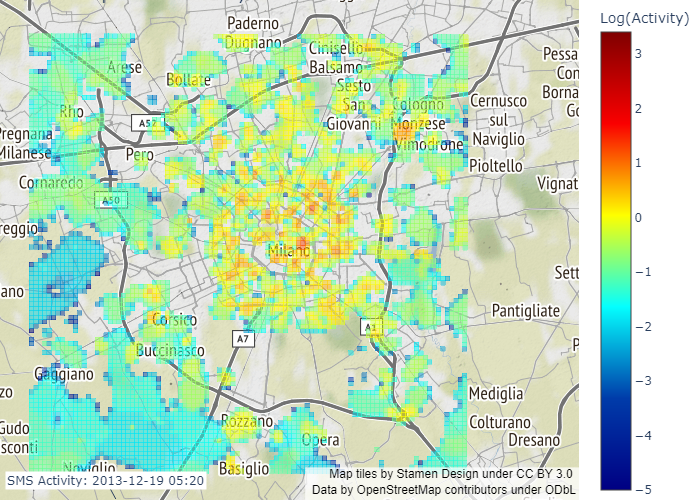 Paderno
Dugnano
Cinisello
Balsamo
Arese
Bollate
Sesto
San
Giovanni
Cologno
Monzese
Vimodrone
Rho
A52
Pregnana
Milanese
Pero
Cornaredo
A50
Cernusco
sul
Naviglio
Pioltello
Vignat
Pessa
Con
Borna
Go
reggio
Milano
ano
Sett
Pantigliate
Corsico
A7
A1
Buccinasco
Gaggiano
zo
Gudo
sconti
Rozzano
Opera
Noviglio
Basiglio
Mediglia
Colturano
Dresano
P
SMS Activity: 2013-12-19 05:20
Map tiles by Stamen Design under CC BY 3.0
Data by OpenStreetMap contributors under ODbL
Log(Activity)
3
2
1
0
−1
−2
−3
−4
−5